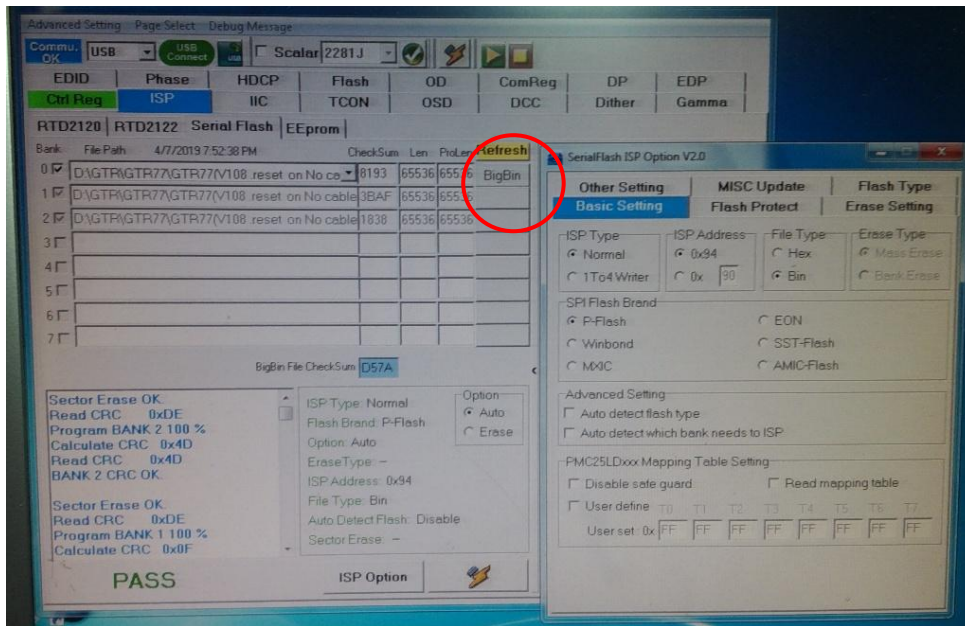 Advanced Setting Page Select Debug Message
Commu. OK USB USB Connect Scalar 2281J
EDID Phase HDCP Flash OD ComReg DP EDP
Ctrl Reg ISP IIC TCON OSD DCC Dither Gamma
RTD2120 RTD2122 Serial Flash EEprom
Bank File Path 4/7/2019 7:52:38 PM CheckSum Len ProLen Refresh
0 D:\GTR\GTR77\GTR77(V108 .reset on No ca 8193 65536 65536 BigBin
1 D:\GTR\GTR77\GTR77(V108 .reset on No cable 3BAF 65536 65536
2 D:\GTR\GTR77\GTR77(V108 .reset on No cable 1838 65536 65536
3
4
5
6
7
BigBin File CheckSum D57A
Sector Erase OK.
Read CRC 0xDE
Program BANK 2 100 %
Calculate CRC 0x4D
Read CRC 0x4D
BANK 2 CRC OK.
Sector Erase OK.
Read CRC 0xDE
Program BANK 1 100 %
Calculate CRC 0x0F
PASS
ISP Type: Normal
Flash Brand: P-Flash
Option: Auto
EraseType: --
ISP Address: 0x94
File Type: Bin
Auto Detect Flash: Disable
Sector Erase: --
Option
Auto
Erase
ISP Option
SerialFlash ISP Option V2.0
Other Setting MISC Update Flash Type
Basic Setting Flash Protect Erase Setting
ISP Type
Normal
1To4 Writer
ISP Address
0x94
0x 90
File Type
Hex
Bin
Erase Type
Mass Erase
Bank Erase
SPI Flash Brand
P-Flash EON
Winbond SST-Flash
MXIC AMIC-Flash
Advanced Setting
Auto detect flash type
Auto detect which bank needs to ISP
PMC25LDxxx Mapping Table Setting
Disable safe guard Read mapping table
User define T0 T1 T2 T3 T4 T5 T6 T7
User set : 0x FF FF FF FF FF FF FF FF